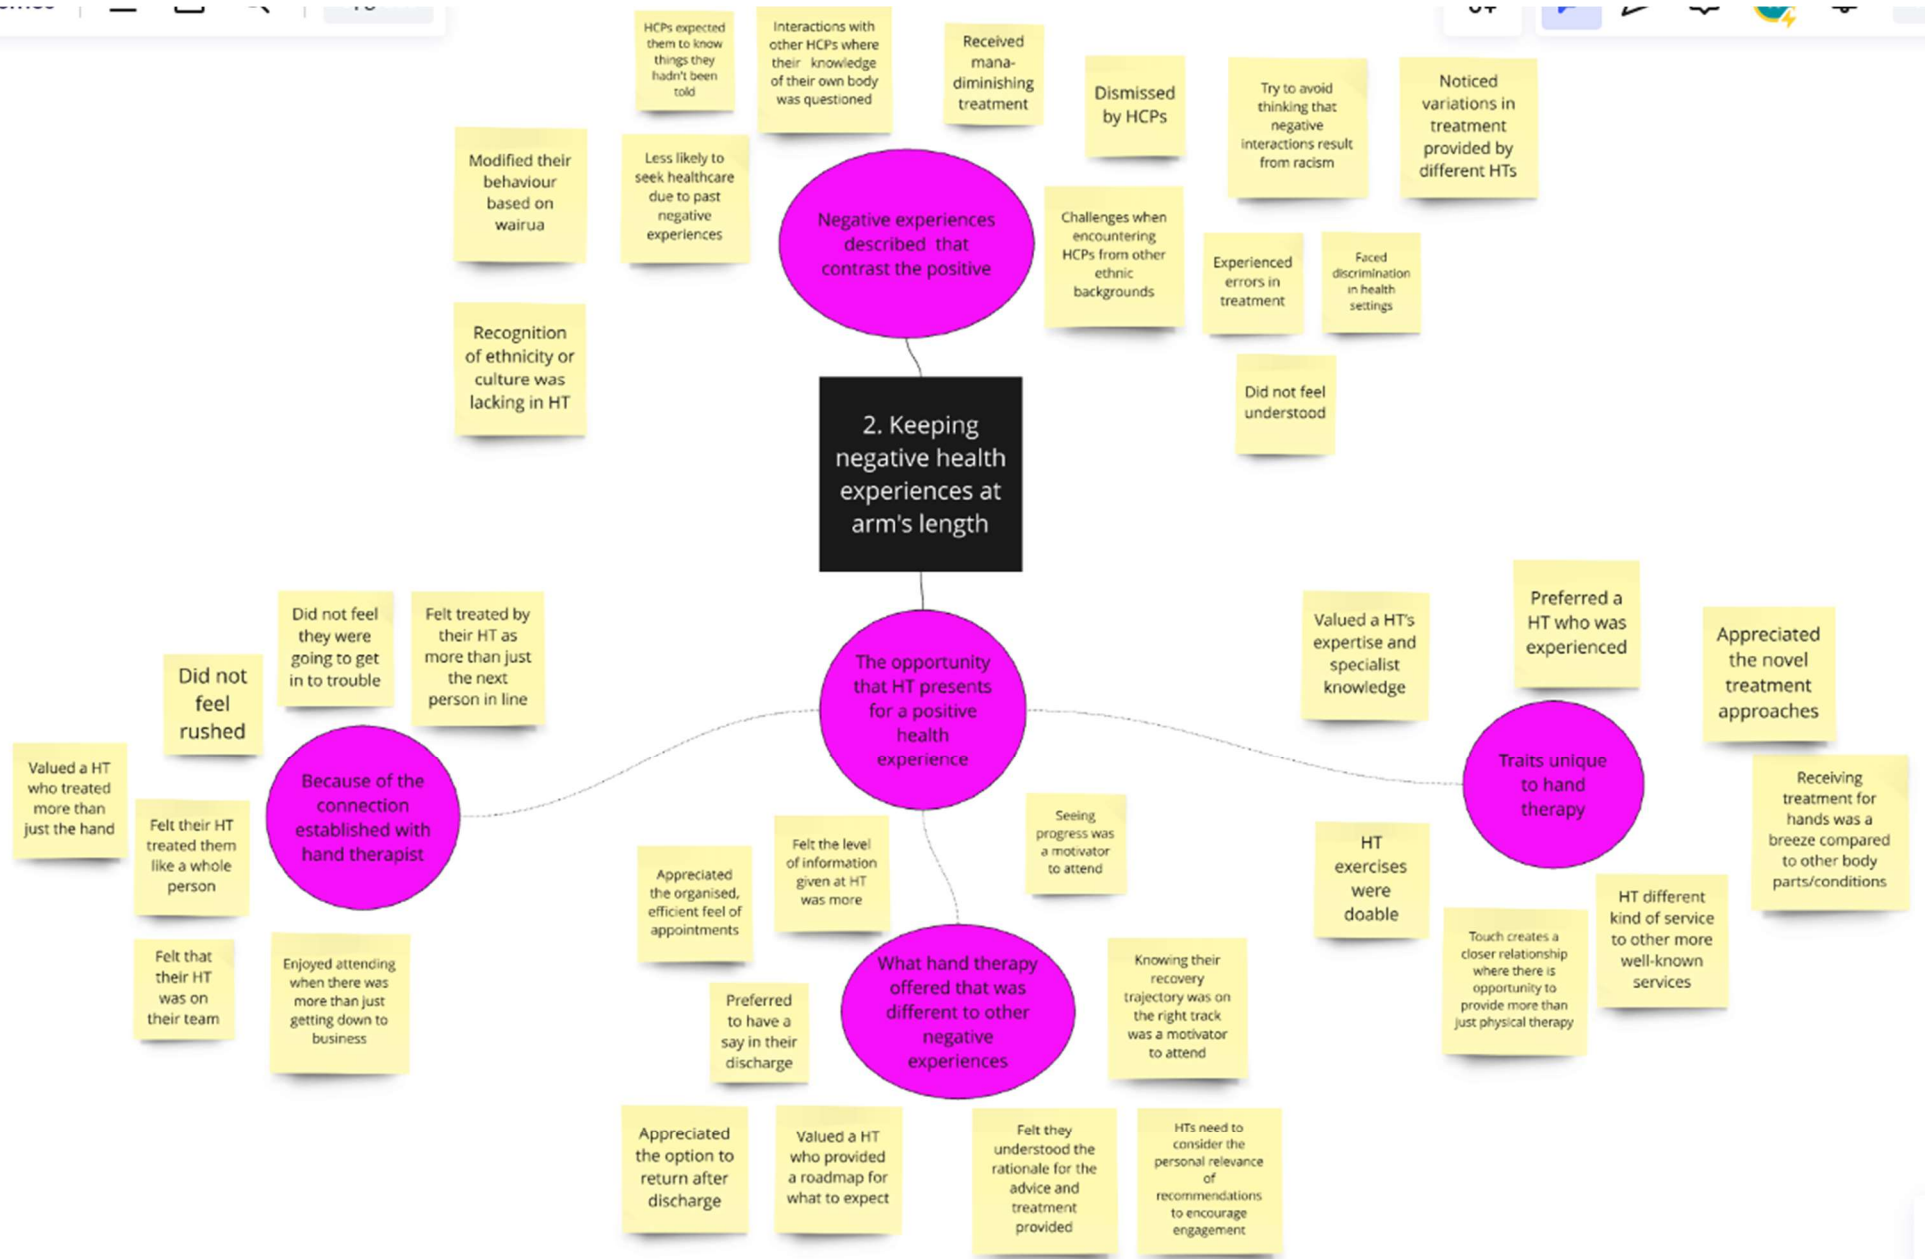 HCPs expected
them to know
things they
hadn't been
told
Interactions with
other HCPs where
their knowledge
of their own body
was questioned
Received
mana-
diminishing
treatment
Dismissed
by HCPs
Try to avoid
thinking that
negative
interactions result
from racism
Noticed
variations in
treatment
provided by
different HTs
Modified their
behaviour
based on
wairua
Less likely to
seek healthcare
due to past
negative
experiences
Negative experiences
described that
contrast the positive
Challenges when
encountering
HCPs from other
ethnic
backgrounds
Experienced
errors in
treatment
Faced
discrimination
in health
settings
Recognition
of ethnicity or
culture was
lacking in HT
Did not feel
understood
2. Keeping
negative health
experiences at
arm's length
The opportunity
that HT presents
for a positive
health
experience
Did not feel
they were
going to get
in to trouble
Felt treated by
their HT as
more than just
the next
person in line
Did not
feel
rushed
Valued a HT
who treated
more than
just the hand
Felt their HT
treated them
like a whole
person
Because of the
connection
established with
hand therapist
Felt that
their HT
was on
their team
Enjoyed attending
when there was
more than just
getting down to
business
Valued a HT's
expertise and
specialist
knowledge
Preferred a
HT who was
experienced
Appreciated
the novel
treatment
approaches
Traits unique
to hand
therapy
Receiving
treatment for
hands was a
breeze compared
to other body
parts/conditions
HT
exercises
were
doable
Touch creates a
closer relationship
where there is
opportunity to
provide more than
just physical therapy
HT different
kind of service
to other more
well-known
services
Appreciated
the organised,
efficient feel of
appointments
Felt the level
of information
given at HT
was more
Seeing
progress was
a motivator
to attend
What hand therapy
offered that was
different to other
negative
experiences
Preferred
to have a
say in their
discharge
Knowing their
recovery
trajectory was on
the right track
was a motivator
to attend
Appreciated
the option to
return after
discharge
Valued a HT
who provided
a roadmap for
what to expect
Felt they
understood the
rationale for the
advice and
treatment
provided
HTs need to
consider the
personal relevance
of
recommendations
to encourage
engagement